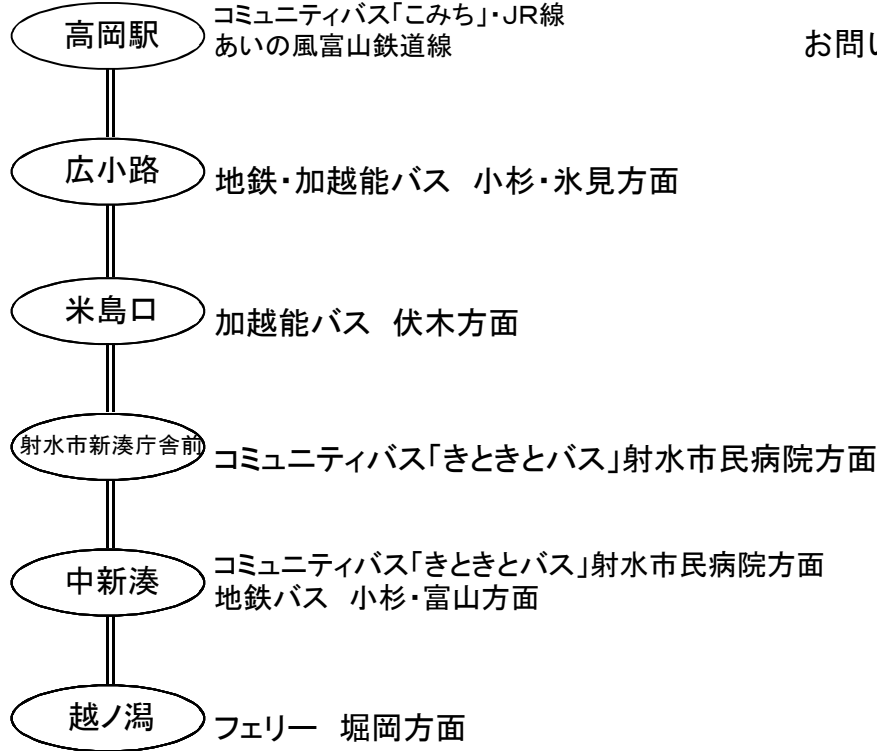 高岡駅
コミュニティバス「こみち」・JR線
あいの風富山鉄道線
お問い
広小路
地鉄・加越能バス 小杉・氷見方面
米島口
加越能バス 伏木方面
射水市新湊庁舎前
コミュニティバス「きときとバス」射水市民病院方面
中新湊
コミュニティバス「きときとバス」射水市民病院方面
地鉄バス 小杉・富山方面
越ノ潟
フェリー 堀岡方面